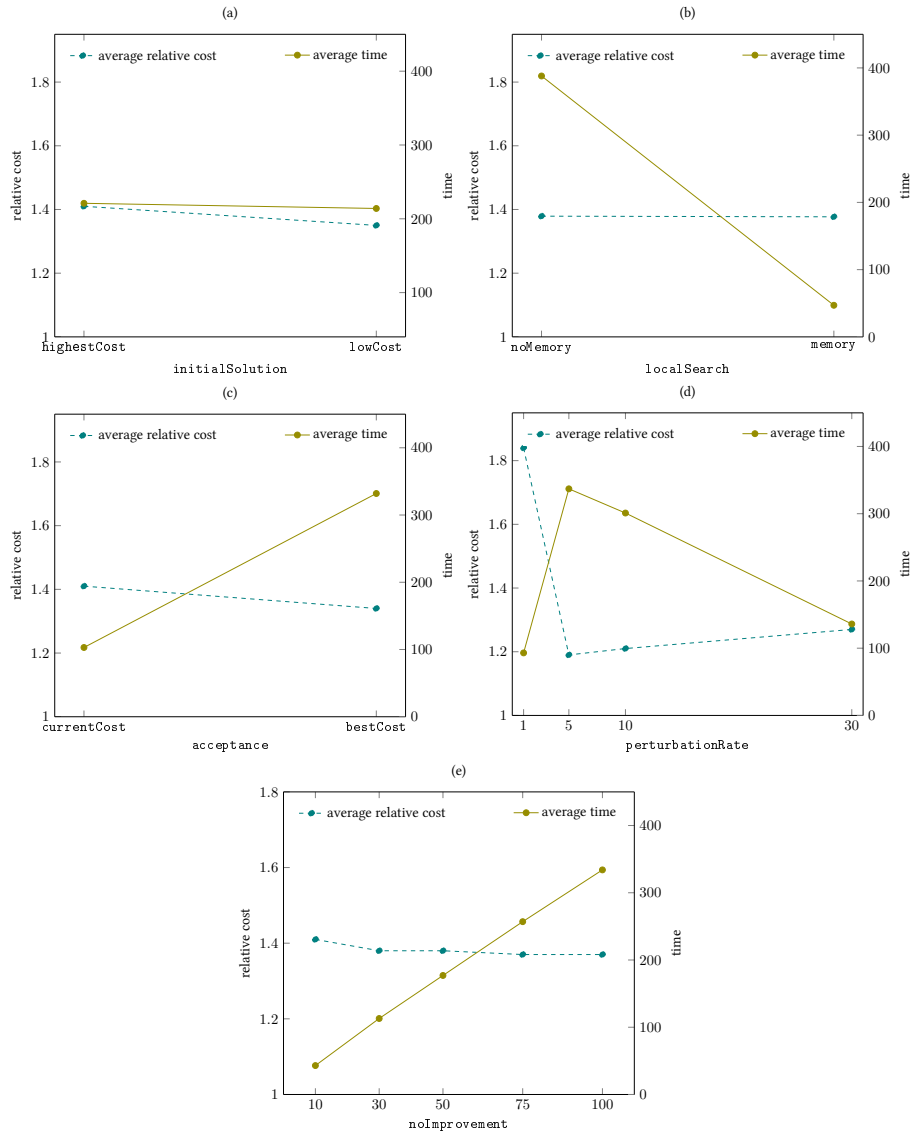 (a)
average relative cost
average time
1
1.2
1.4
1.6
1.8
relative cost
100
200
300
400
time
highestCost lowCost
initialSolution
(b)
average relative cost
average time
1
1.2
1.4
1.6
1.8
relative cost
0
100
200
300
400
time
noMemory memory
localSearch
(c)
average relative cost
average time
1
1.2
1.4
1.6
1.8
relative cost
0
100
200
300
400
time
currentCost bestCost
acceptance
(d)
average relative cost
average time
1
1.2
1.4
1.6
1.8
relative cost
0
100
200
300
400
time
1 5 10 30
perturbationRate
(e)
average relative cost
average time
1
1.2
1.4
1.6
1.8
relative cost
0
100
200
300
400
time
10 30 50 75 100
noImprovement